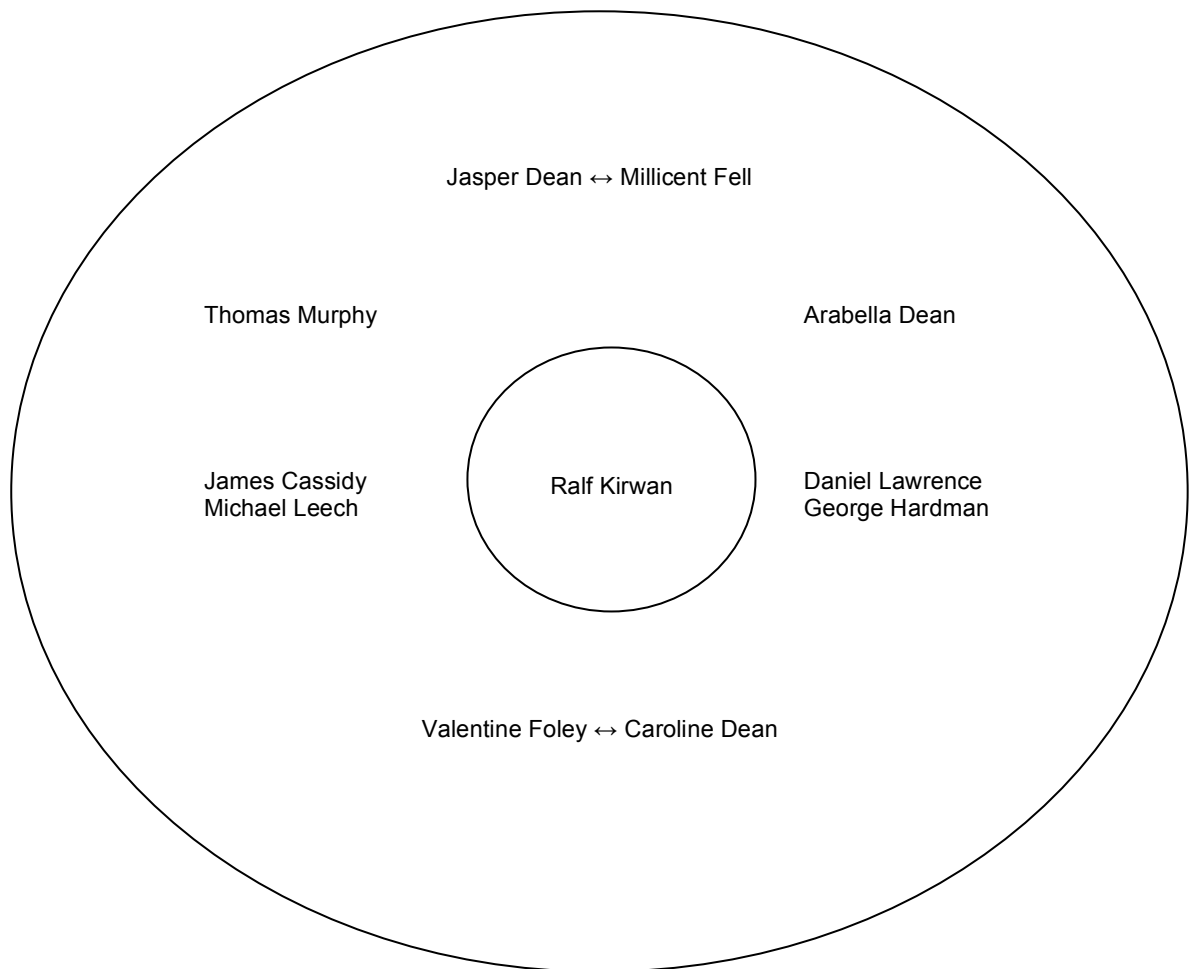 Jasper Dean ↔ Millicent Fell
Thomas Murphy
Arabella Dean
James Cassidy
Michael Leech
Ralf Kirwan
Daniel Lawrence
George Hardman
Valentine Foley ↔ Caroline Dean